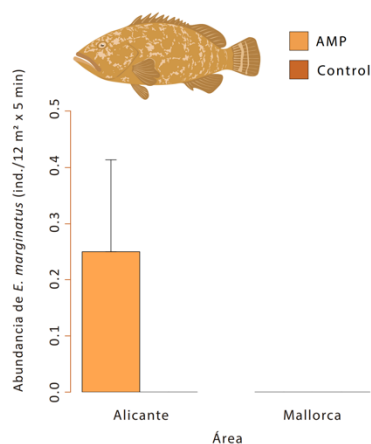 AMP
Control
Abundancia de E. marginatus (ind./12 m² x 5 min)
0.5
0.4
0.3
0.2
0.1
0.0
Alicante
Mallorca
Área